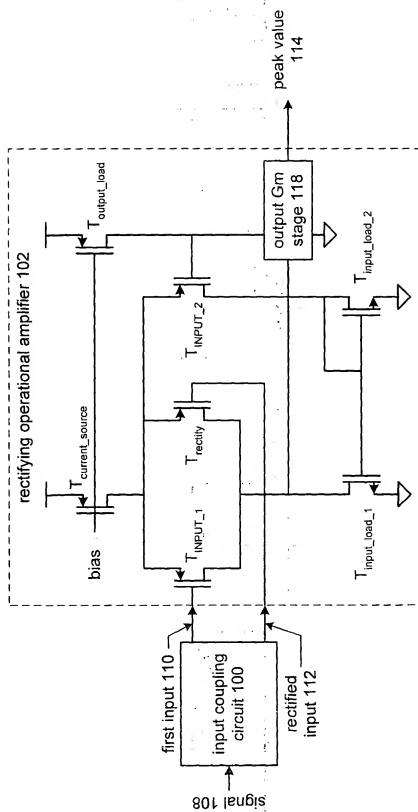 rectifying operational amplifier 102
T_current_source
T_output_load
bias
T_INPUT_1
T_rectify
T_INPUT_2
first input 110
input coupling
circuit 100
signal 108
rectified
input 112
output Gm
stage 118
peak value
114
T_input_load_1
T_input_load_2